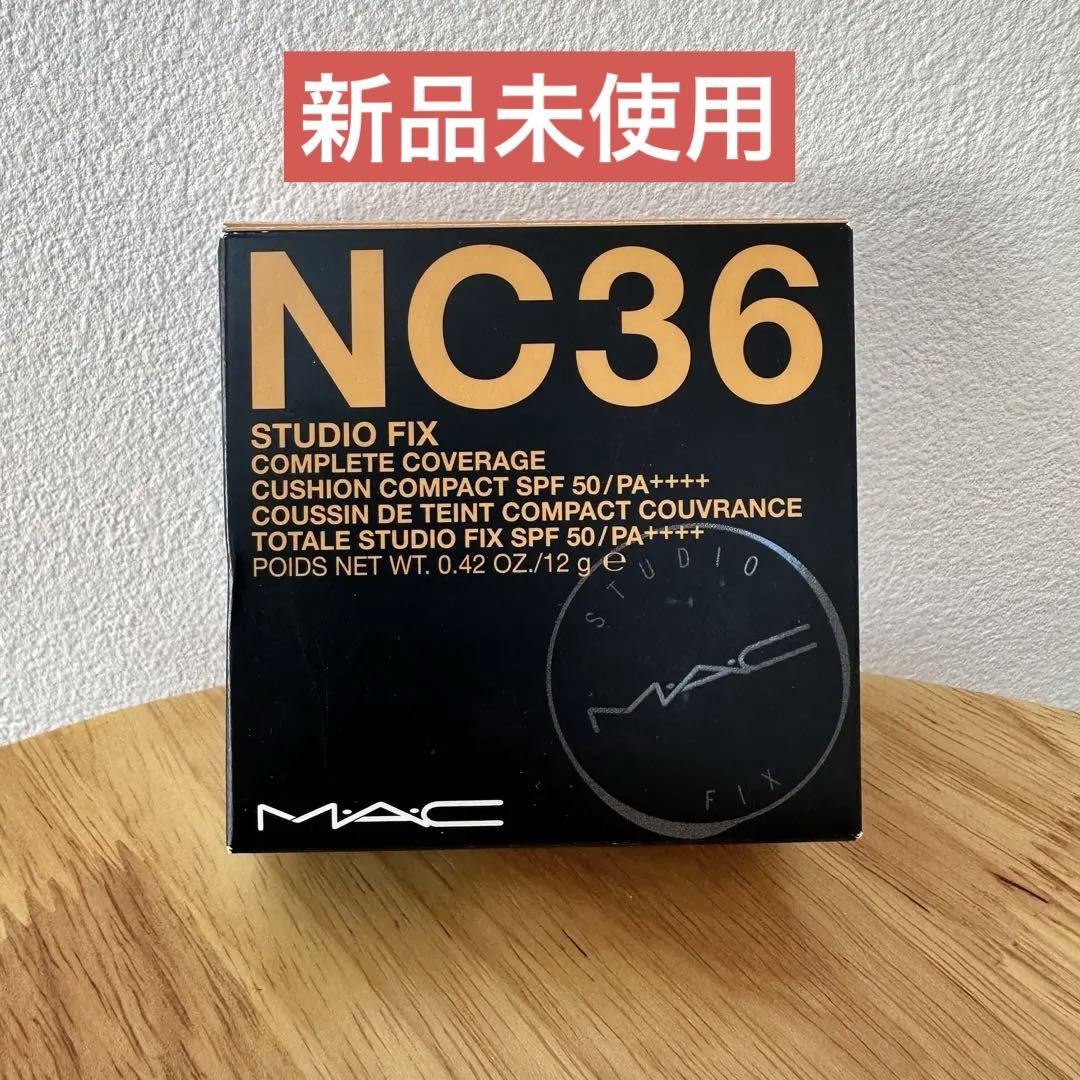 新品未使用
NC36
STUDIO FIX
COMPLETE COVERAGE
CUSHION COMPACT SPF 50/PA++++
COUSSIN DE TEINT COMPACT COUVRANCE
TOTALE STUDIO FIX SPF 50/PA++++
POIDS NET WT. 0.42 OZ./12 g ℮
STUDIO
M·A·C
FIX
M·A·C